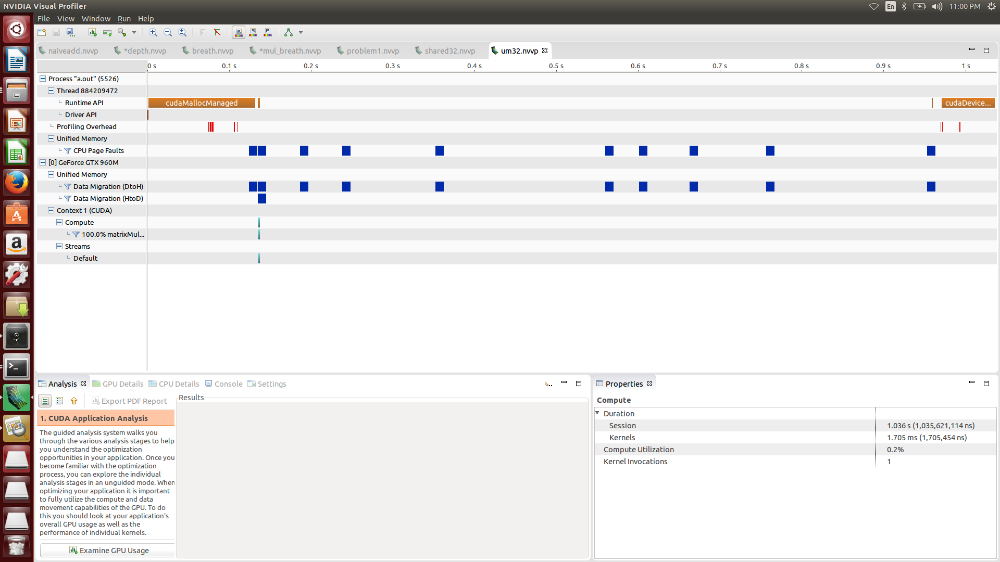 NVIDIA Visual Profiler
En
11:00 PM
File View Window Run Help
F
K S P
naiveadd.nvvp *depth.nvvp breath.nvvp *mul_breath.nvvp problem1.nvvp shared32.nvvp um32.nvvp
0 s 0.1 s 0.2 s 0.3 s 0.4 s 0.5 s 0.6 s 0.7 s 0.8 s 0.9 s 1 s
Process "a.out" (5526)
Thread 884209472
Runtime API cudaMallocManaged cudaDevice...
Driver API
Profiling Overhead
Unified Memory
CPU Page Faults
[0] GeForce GTX 960M
Unified Memory
Data Migration (DtoH)
Data Migration (HtoD)
Context 1 (CUDA)
Compute
100.0% matrixMul...
Streams
Default
Analysis GPU Details CPU Details Console Settings
Export PDF Report
Results
1. CUDA Application Analysis
The guided analysis system walks you
through the various analysis stages to help
you understand the optimization
opportunities in your application. Once you
become familiar with the optimization
process, you can explore the individual
analysis stages in an unguided mode. When
optimizing your application it is important
to fully utilize the compute and data
movement capabilities of the GPU. To do
this you should look at your application's
overall GPU usage as well as the
performance of individual kernels.
Examine GPU Usage
Properties
Compute
Duration
Session 1.036 s (1,035,621,114 ns)
Kernels 1.705 ms (1,705,454 ns)
Compute Utilization 0.2%
Kernel Invocations 1